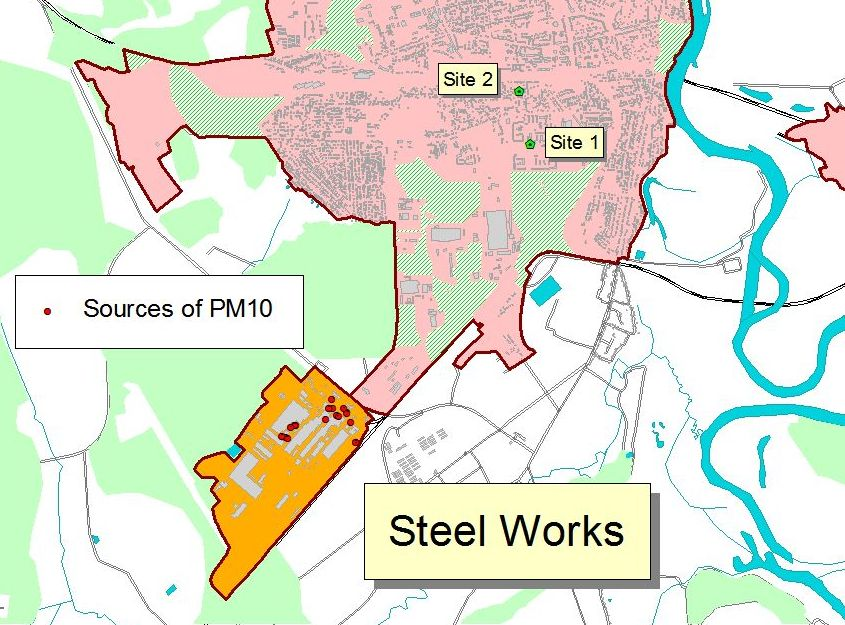 Site 2
Site 1
Sources of PM10
Steel Works